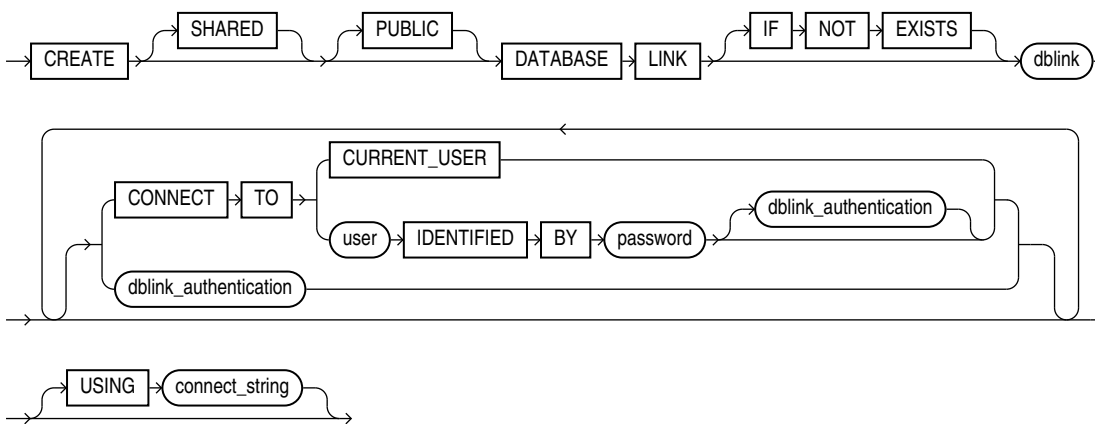 SHARED PUBLIC IF NOT EXISTS
CREATE DATABASE LINK dblink
CURRENT_USER
CONNECT TO dblink_authentication
user IDENTIFIED BY password
dblink_authentication
USING connect_string